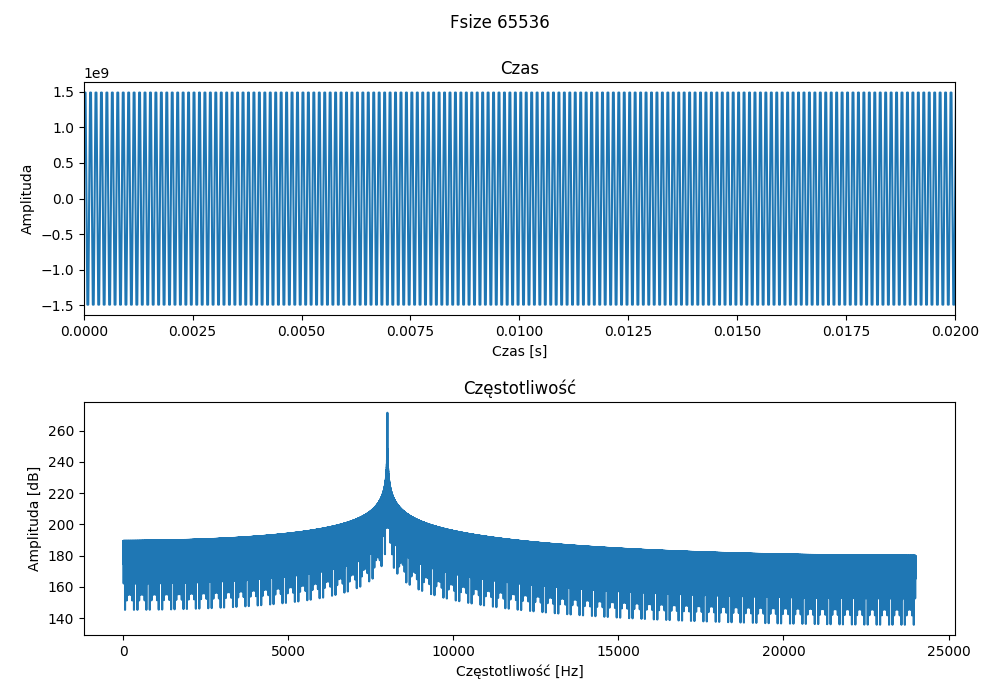 Fsize 65536
Czas
1e9
1.5
1.0
0.5
0.0
−0.5
−1.0
−1.5
Amplituda
0.0000 0.0025 0.0050 0.0075 0.0100 0.0125 0.0150 0.0175 0.0200
Czas [s]
Częstotliwość
260
240
220
200
180
160
140
Amplituda [dB]
0 5000 10000 15000 20000 25000
Częstotliwość [Hz]